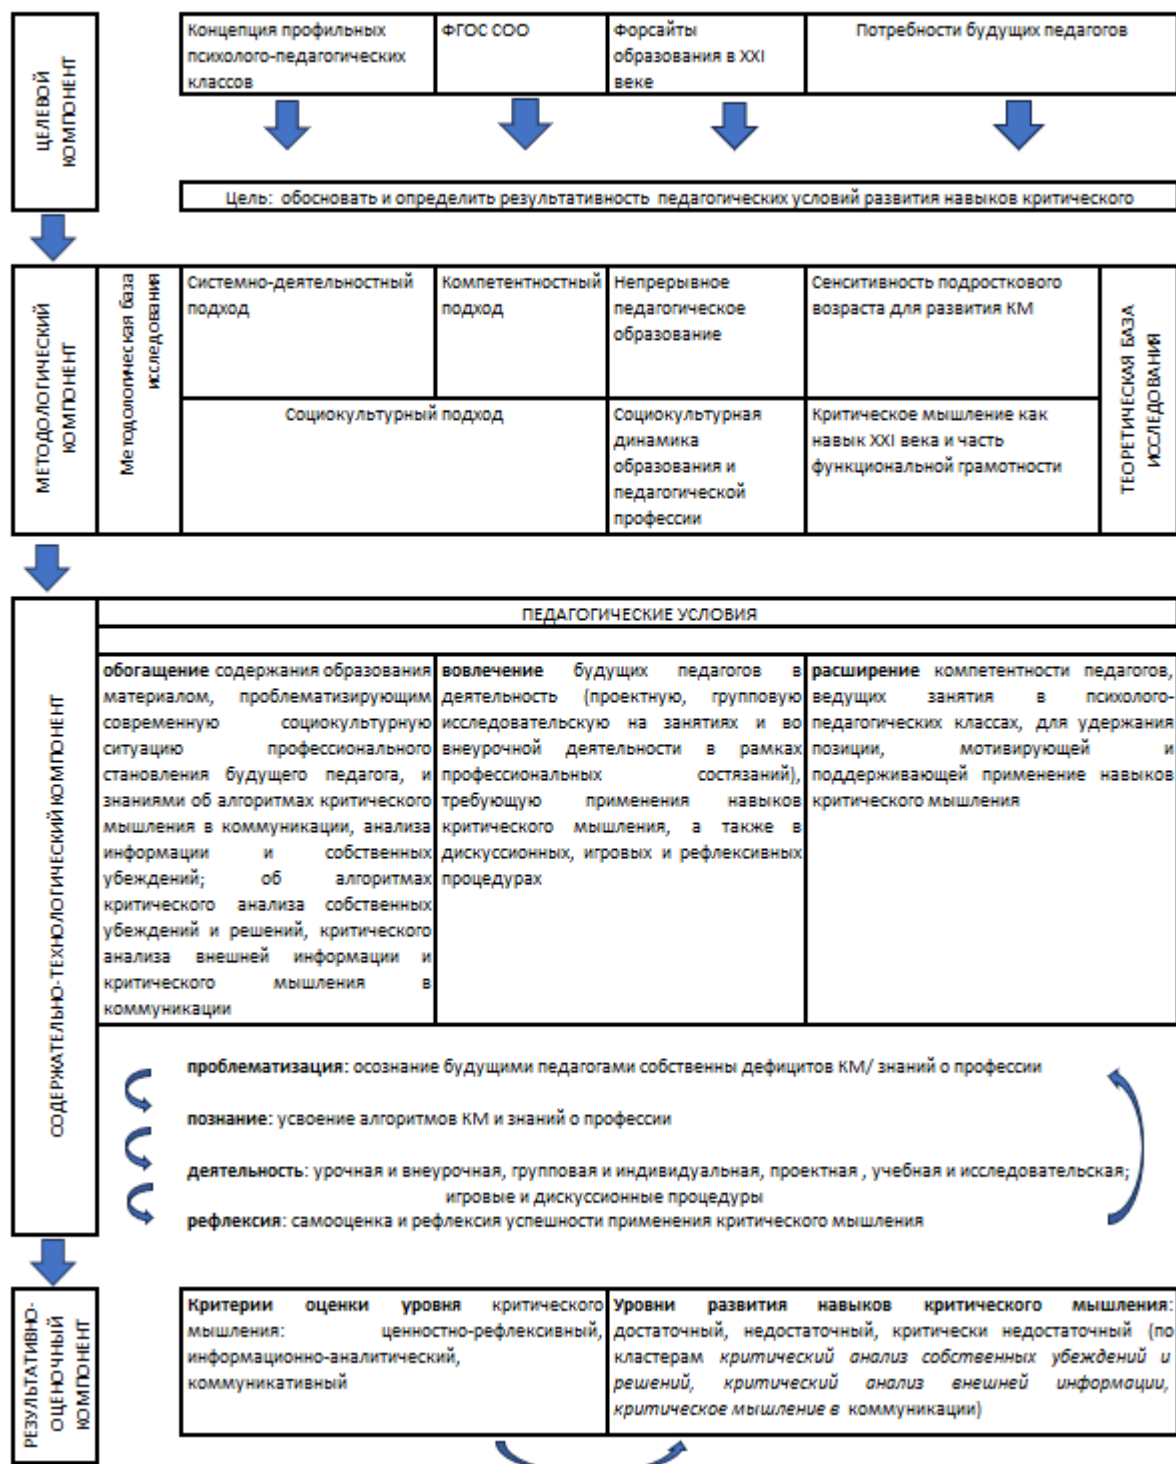 ЦЕЛЕВОЙ
КОМПОНЕНТ
Концепция профильных
психолого-педагогических
классов
ФГОС СОО
Форсайты
образования в XXI
веке
Потребности будущих педагогов
Цель: обосновать и определить результативность педагогических условий развития навыков критического
МЕТОДОЛОГИЧЕСКИЙ
КОМПОНЕНТ
Методологическая база
исследования
Системно-деятельностный
подход
Компетентностный
подход
Непрерывное
педагогическое
образование
Сенситивность подросткового
возраста для развития КМ
Социокультурный подход
Социокультурная
динамика
образования и
педагогической
профессии
Критическое мышление как
навык XXI века и часть
функциональной грамотности
ТЕОРЕТИЧЕСКАЯ БАЗА
ИССЛЕДОВАНИЯ
СОДЕРЖАТЕЛЬНО-ТЕХНОЛОГИЧЕСКИЙ КОМПОНЕНТ
ПЕДАГОГИЧЕСКИЕ УСЛОВИЯ
обогащение содержания образования
материалом, проблематизирующим
современную социокультурную
ситуацию профессионального
становления будущего педагога, и
знаниями об алгоритмах критического
мышления в коммуникации, анализа
информации и собственных
убеждений; об алгоритмах
критического анализа собственных
убеждений и решений, критического
анализа внешней информации и
критического мышления в
коммуникации
вовлечение будущих педагогов в
деятельность (проектную, групповую
исследовательскую на занятиях и во
внеурочной деятельности в рамках
профессиональных состязаний),
требующую применения навыков
критического мышления, а также в
дискуссионных, игровых и рефлексивных
процедурах
расширение компетентности педагогов,
ведущих занятия в психолого-
педагогических классах, для удержания
позиции, мотивирующей и
поддерживающей применение навыков
критического мышления
проблематизация: осознание будущими педагогами собственны дефицитов КМ/ знаний о профессии
познание: усвоение алгоритмов КМ и знаний о профессии
деятельность: урочная и внеурочная, групповая и индивидуальная, проектная , учебная и исследовательская;
игровые и дискуссионные процедуры
рефлексия: самооценка и рефлексия успешности применения критического мышления
РЕЗУЛЬТАТИВНО-
ОЦЕНОЧНЫЙ
КОМПОНЕНТ
Критерии оценки уровня критического
мышления: ценностно-рефлексивный,
информационно-аналитический,
коммуникативный
Уровни развития навыков критического мышления:
достаточный, недостаточный, критически недостаточный (по
кластерам критический анализ собственных убеждений и
решений, критический анализ внешней информации,
критическое мышление в коммуникации)